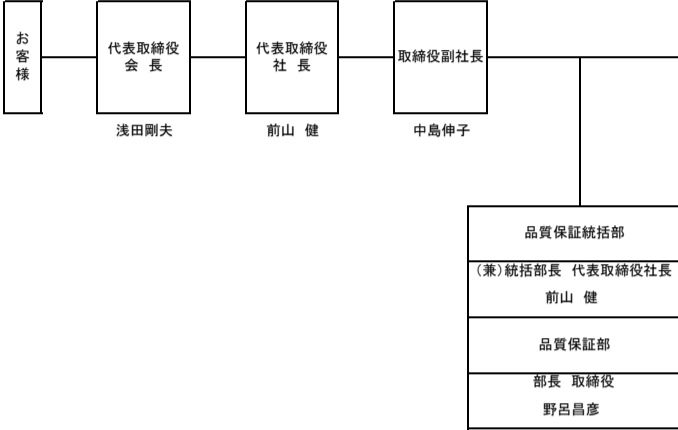 お客様
代表取締役
会 長
代表取締役
社 長
取締役副社長
浅田剛夫
前山 健
中島伸子
品質保証統括部
(兼)統括部長 代表取締役社長
前山 健
品質保証部
部長 取締役
野呂昌彦